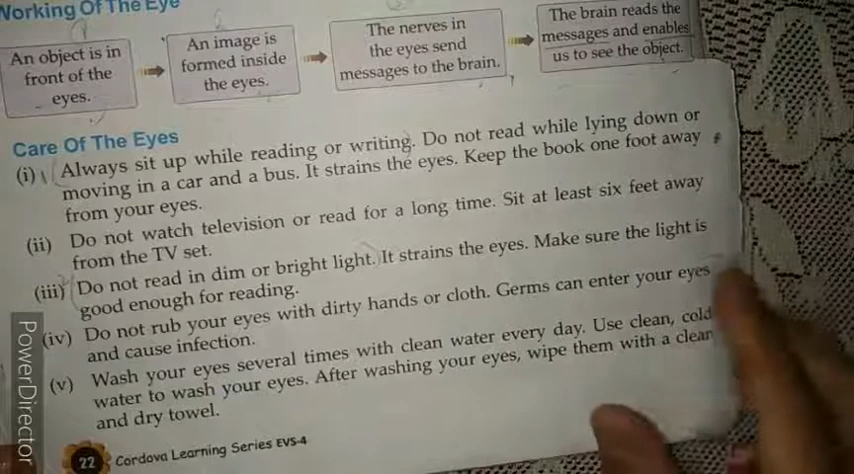 Working Of The Eye
An object is in
front of the
eyes.
An image is
formed inside
the eyes.
The nerves in
the eyes send
messages to the brain.
The brain reads the
messages and enables
us to see the object.
Care Of The Eyes
(i) Always sit up while reading or writing. Do not read while lying down or
moving in a car and a bus. It strains the eyes. Keep the book one foot away
from your eyes.
(ii) Do not watch television or read for a long time. Sit at least six feet away
from the TV set.
(iii) Do not read in dim or bright light. It strains the eyes. Make sure the light is
good enough for reading.
(iv) Do not rub your eyes with dirty hands or cloth. Germs can enter your eyes
and cause infection.
(v) Wash your eyes several times with clean water every day. Use clean, cold
water to wash your eyes. After washing your eyes, wipe them with a clean
and dry towel.
22 Cordova Learning Series EVS-4
PowerDirector